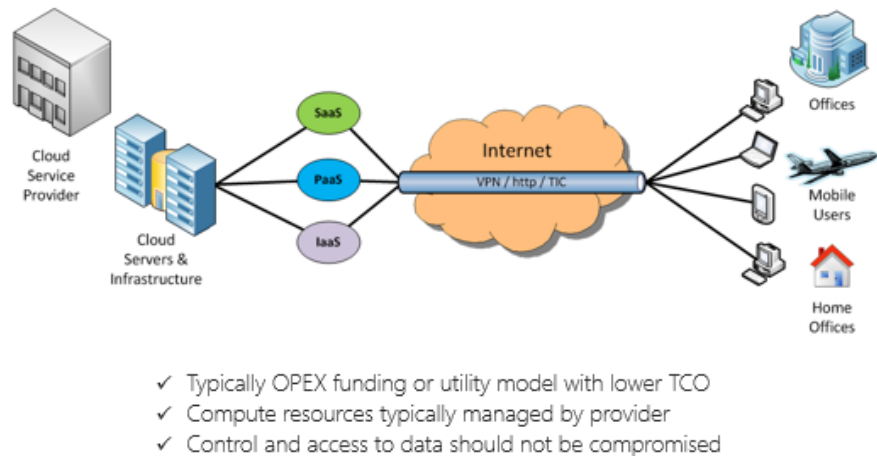 Cloud
Service
Provider
Cloud
Servers &
Infrastructure
SaaS
PaaS
IaaS
Internet
VPN / http / TIC
Offices
Mobile
Users
Home
Offices
✓ Typically OPEX funding or utility model with lower TCO
✓ Compute resources typically managed by provider
✓ Control and access to data should not be compromised